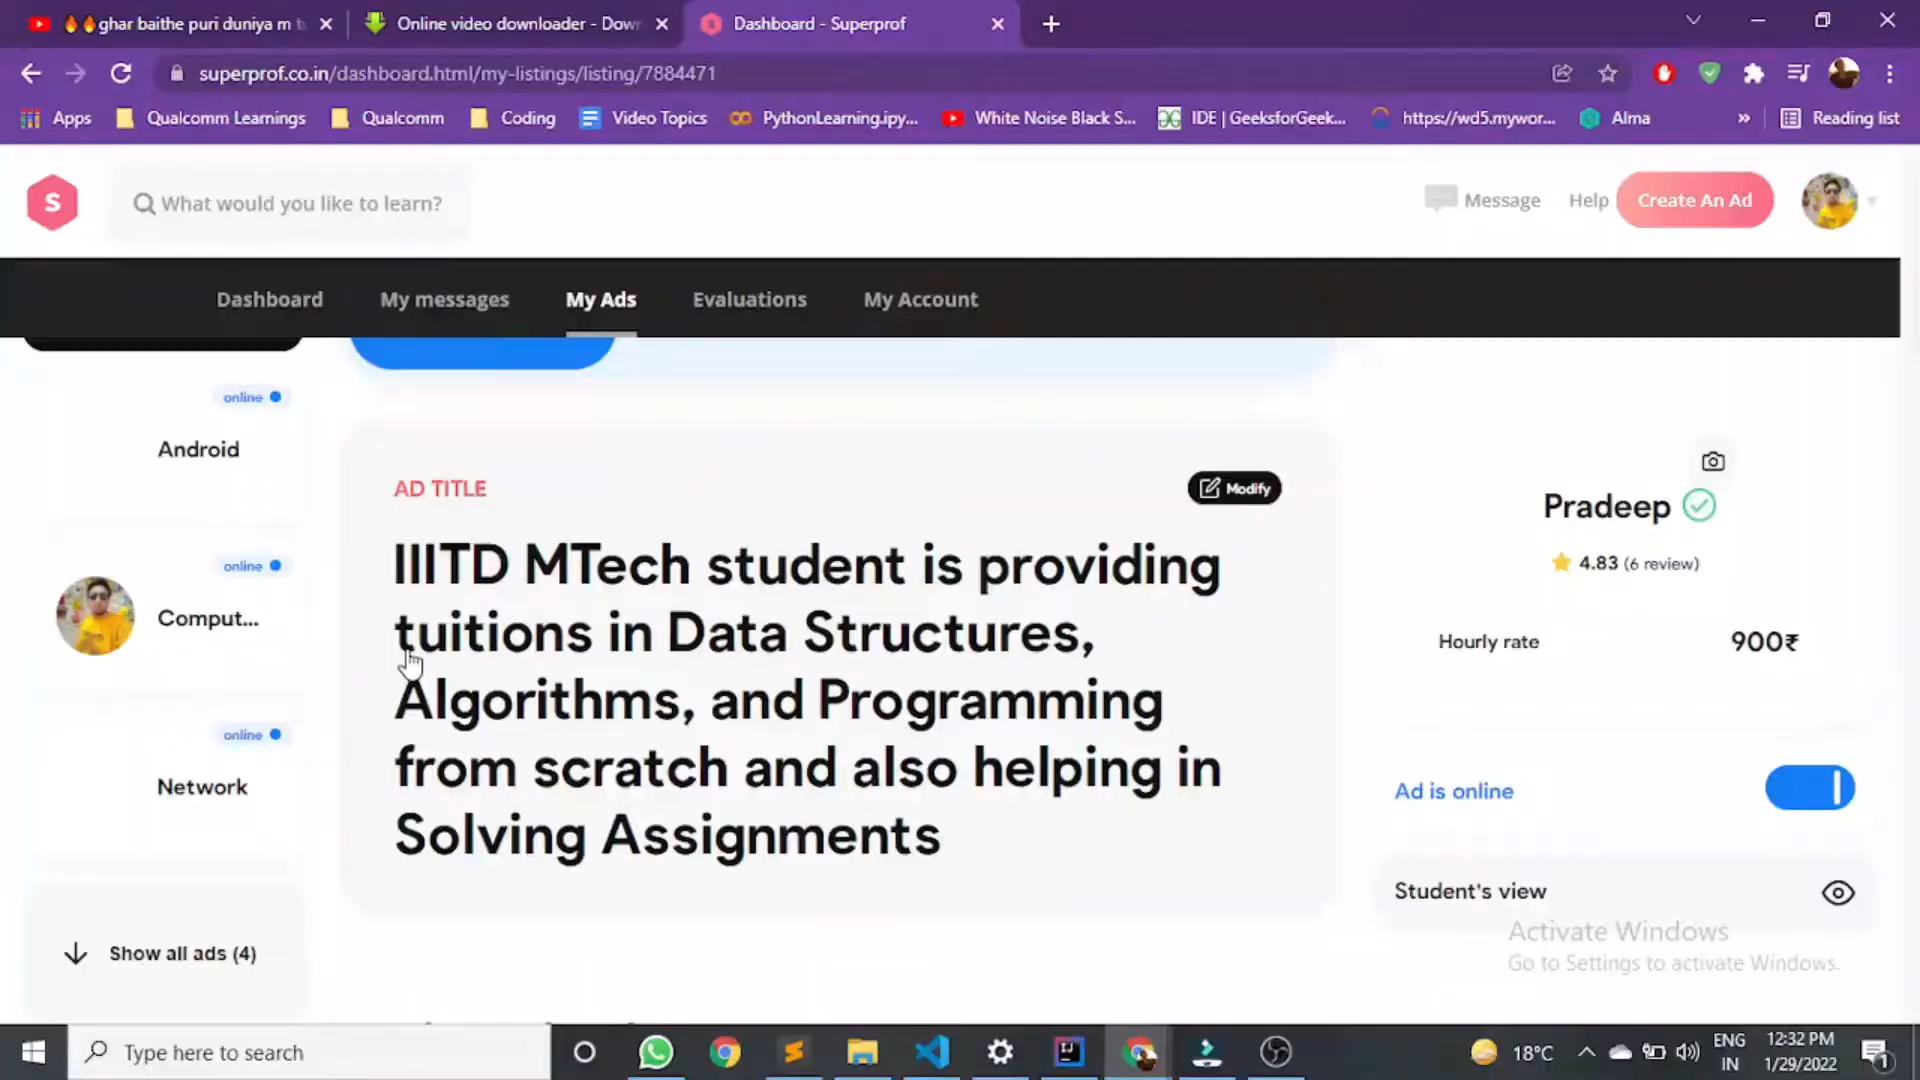 🔥🔥ghar baithe puri duniya m
Online video downloader - Dow
Dashboard - Superprof
superprof.co.in/dashboard.html/my-listings/listing/7884471
Apps
Qualcomm Learnings
Qualcomm
Coding
Video Topics
PythonLearning.ipy...
White Noise Black S...
IDE | GeeksforGeek...
https://wd5.mywor...
Alma
»
Reading list
S
What would you like to learn?
Message
Help
Create An Ad
Dashboard
My messages
My Ads
Evaluations
My Account
online
Android
online
Comput...
online
Network
Show all ads (4)
AD TITLE
Modify
IIITD MTech student is providing
tuitions in Data Structures,
Algorithms, and Programming
from scratch and also helping in
Solving Assignments
Pradeep
4.83 (6 review)
Hourly rate
900₹
Ad is online
Student's view
Activate Windows
Go to Settings to activate Windows.
Type here to search
18°C
ENG
IN
12:32 PM
1/29/2022
1